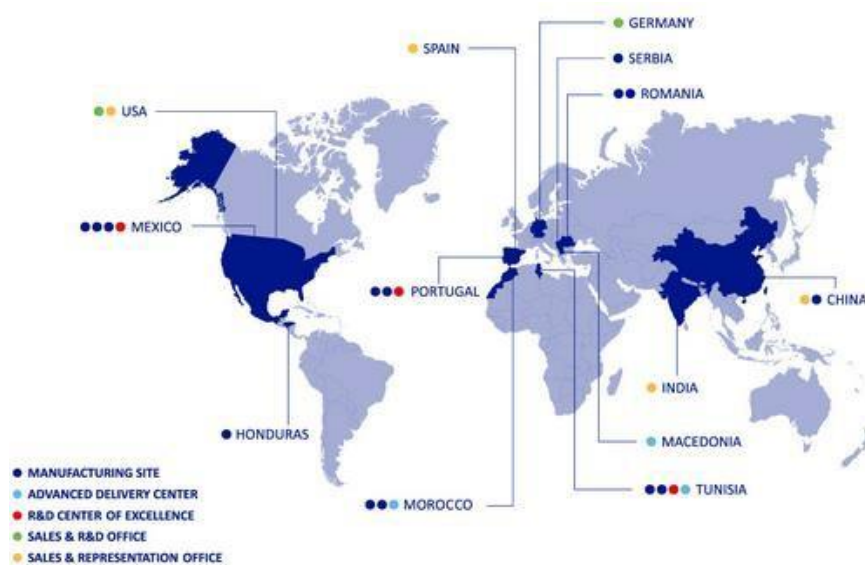 GERMANY
SPAIN
SERBIA
ROMANIA
USA
MEXICO
PORTUGAL
CHINA
INDIA
HONDURAS
MACEDONIA
MANUFACTURING SITE
ADVANCED DELIVERY CENTER
R&D CENTER OF EXCELLENCE
SALES & R&D OFFICE
SALES & REPRESENTATION OFFICE
MOROCCO
TUNISIA